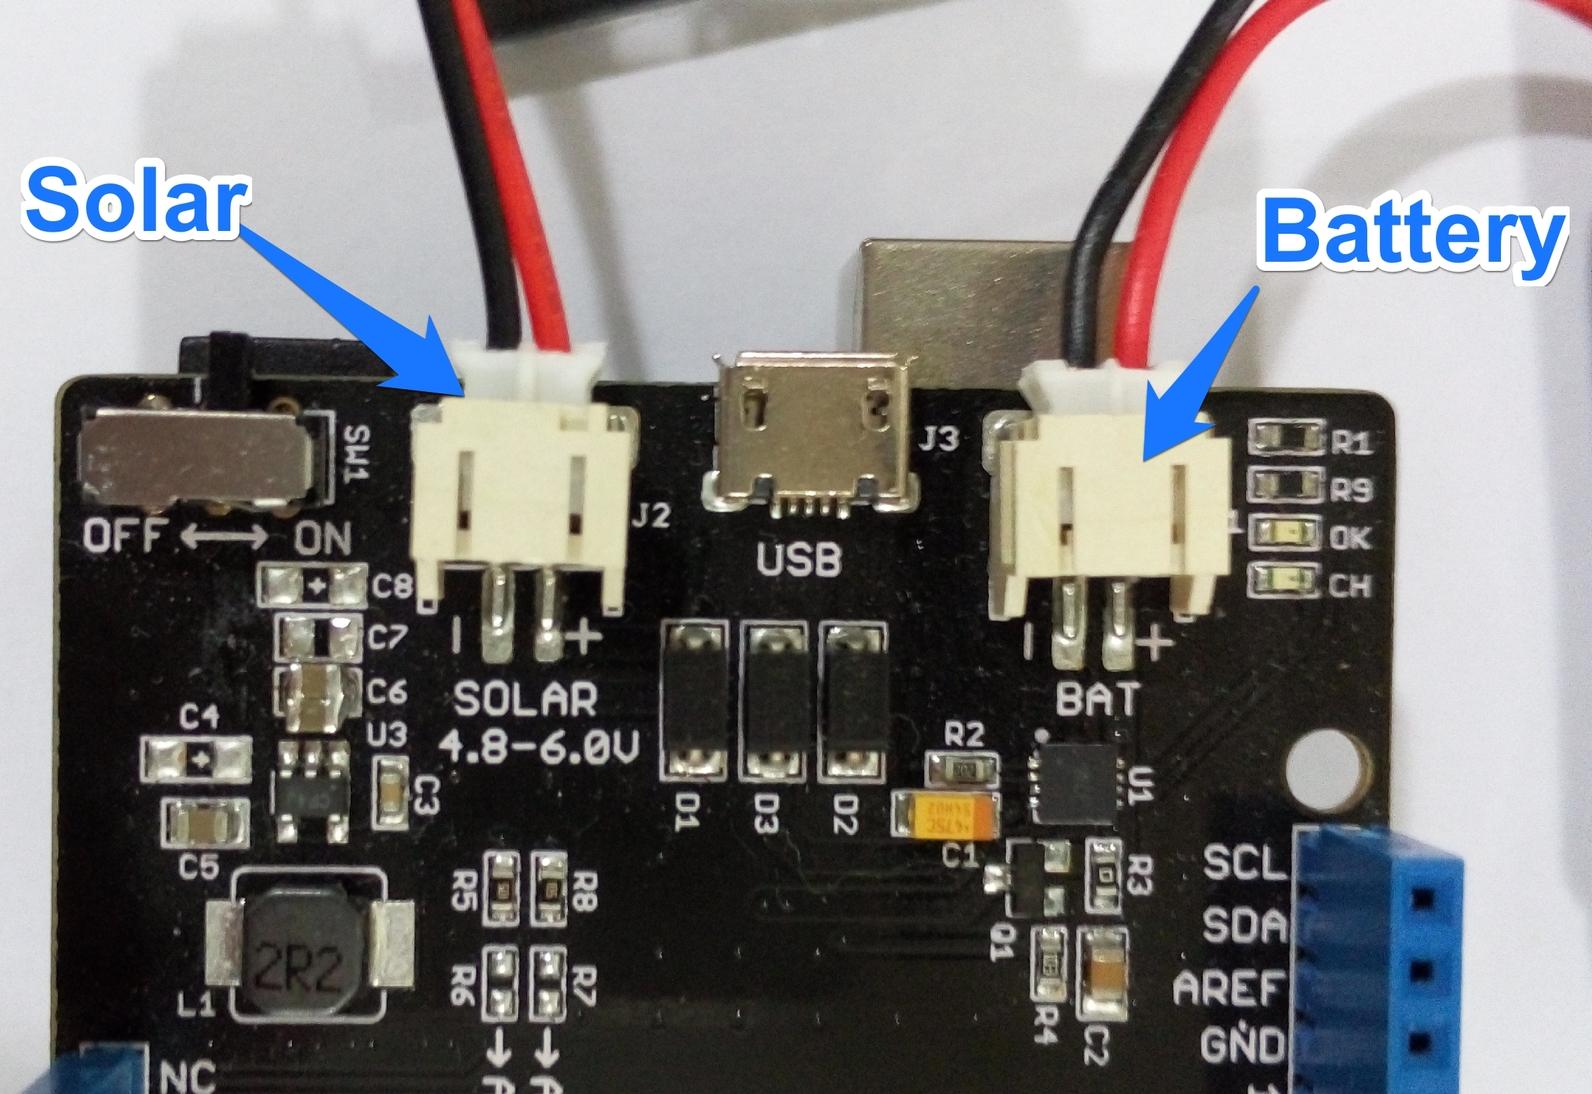 Solar
Battery
SW1
OFF ON
J2
J3
USB
1
R1
R9
OK
CH
C8
C7
C6
- +
- +
SOLAR
4.8-6.0V
BAT
C4
U3
C3
C5
D1
D3
D2
R2
U1
C1
R3
Q1
R4
C2
R5
R8
R6
R7
2R2
L1
SCL
SDA
AREF
GND
NC